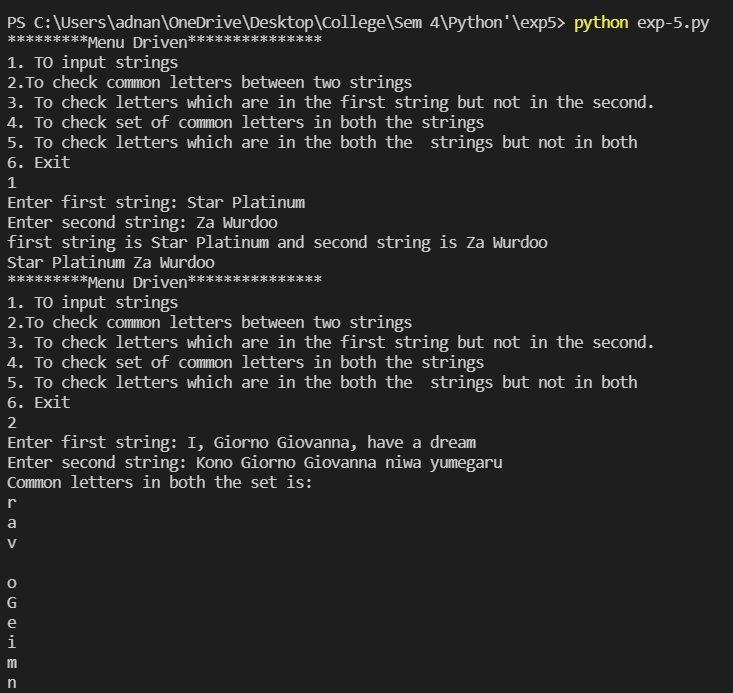 PS C:\Users\adnan\OneDrive\Desktop\College\Sem 4\Python'\exp5> python exp-5.py
*********Menu Driven***************
1. TO input strings
2.To check common letters between two strings
3. To check letters which are in the first string but not in the second.
4. To check set of common letters in both the strings
5. To check letters which are in the both the  strings but not in both
6. Exit
1
Enter first string: Star Platinum
Enter second string: Za Wurdoo
first string is Star Platinum and second string is Za Wurdoo
Star Platinum Za Wurdoo
*********Menu Driven***************
1. TO input strings
2.To check common letters between two strings
3. To check letters which are in the first string but not in the second.
4. To check set of common letters in both the strings
5. To check letters which are in the both the  strings but not in both
6. Exit
2
Enter first string: I, Giorno Giovanna, have a dream
Enter second string: Kono Giorno Giovanna niwa yumegaru
Common letters in both the set is:
r
a
v

o
G
e
i
m
n